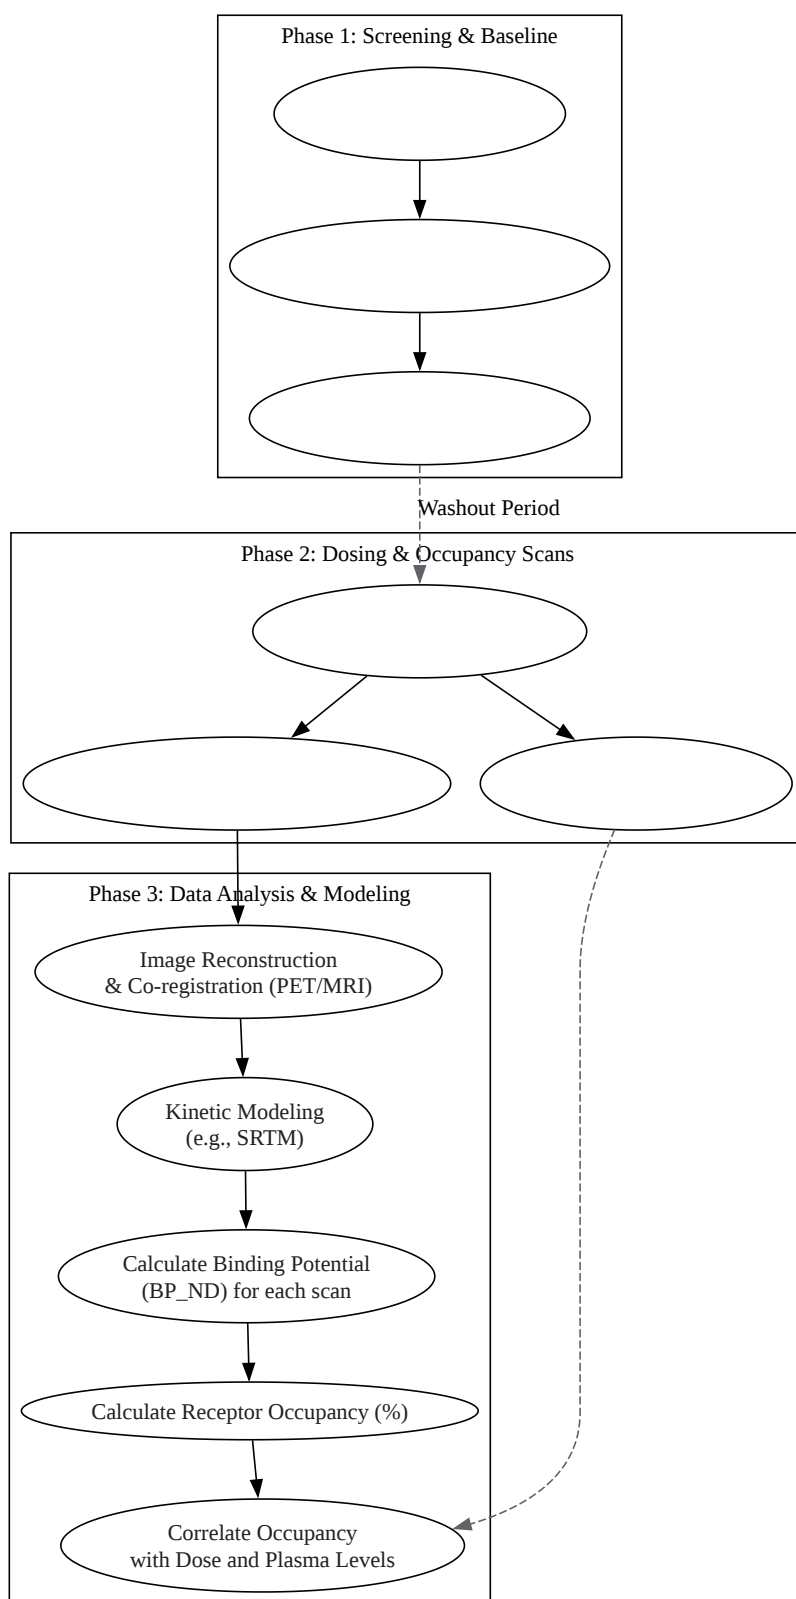 Phase 1: Screening & Baseline
Washout Period
Phase 2: Dosing & Occupancy Scans
Phase 3: Data Analysis & Modeling
Image Reconstruction
& Co-registration (PET/MRI)
Kinetic Modeling
(e.g., SRTM)
Calculate Binding Potential
(BP_ND) for each scan
Calculate Receptor Occupancy (%)
Correlate Occupancy
with Dose and Plasma Levels